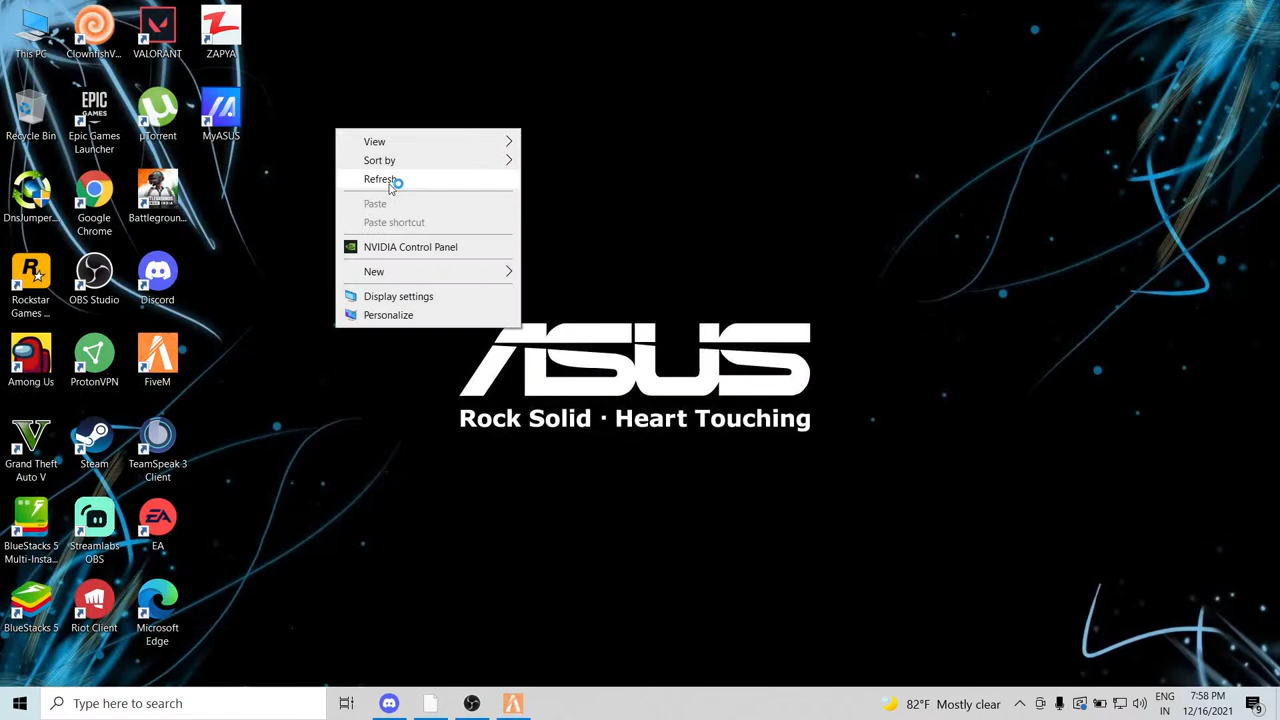 This PC
ClownfishV...
VALORANT
ZAPYA
Recycle Bin
EPIC
GAMES
Epic Games
Launcher
µTorrent
MyASUS
DnsJumper...
Google
Chrome
Battlegroun...
Rockstar
Games ...
OBS Studio
Discord
Among Us
ProtonVPN
FiveM
Grand Theft
Auto V
Steam
TeamSpeak 3
Client
BlueStacks 5
Multi-Insta...
Streamlabs
OBS
EA
EA
BlueStacks 5
Riot Client
Microsoft
Edge
View
Sort by
Refresh
Paste
Paste shortcut
NVIDIA Control Panel
New
Display settings
Personalize
ASUS
Rock Solid · Heart Touching
Type here to search
82°F Mostly clear
ENG
IN
7:58 PM
12/16/2021
9